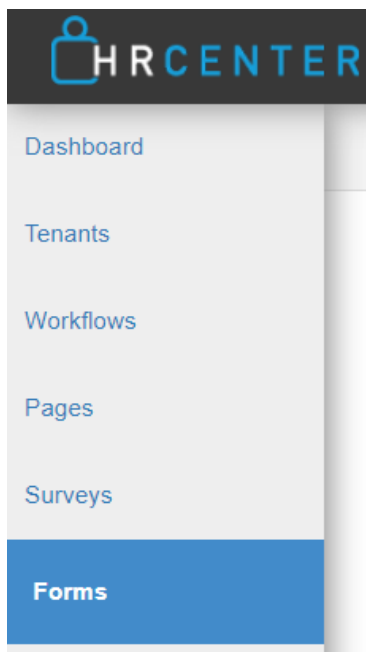 HRCENTER
Dashboard
Tenants
Workflows
Pages
Surveys
Forms